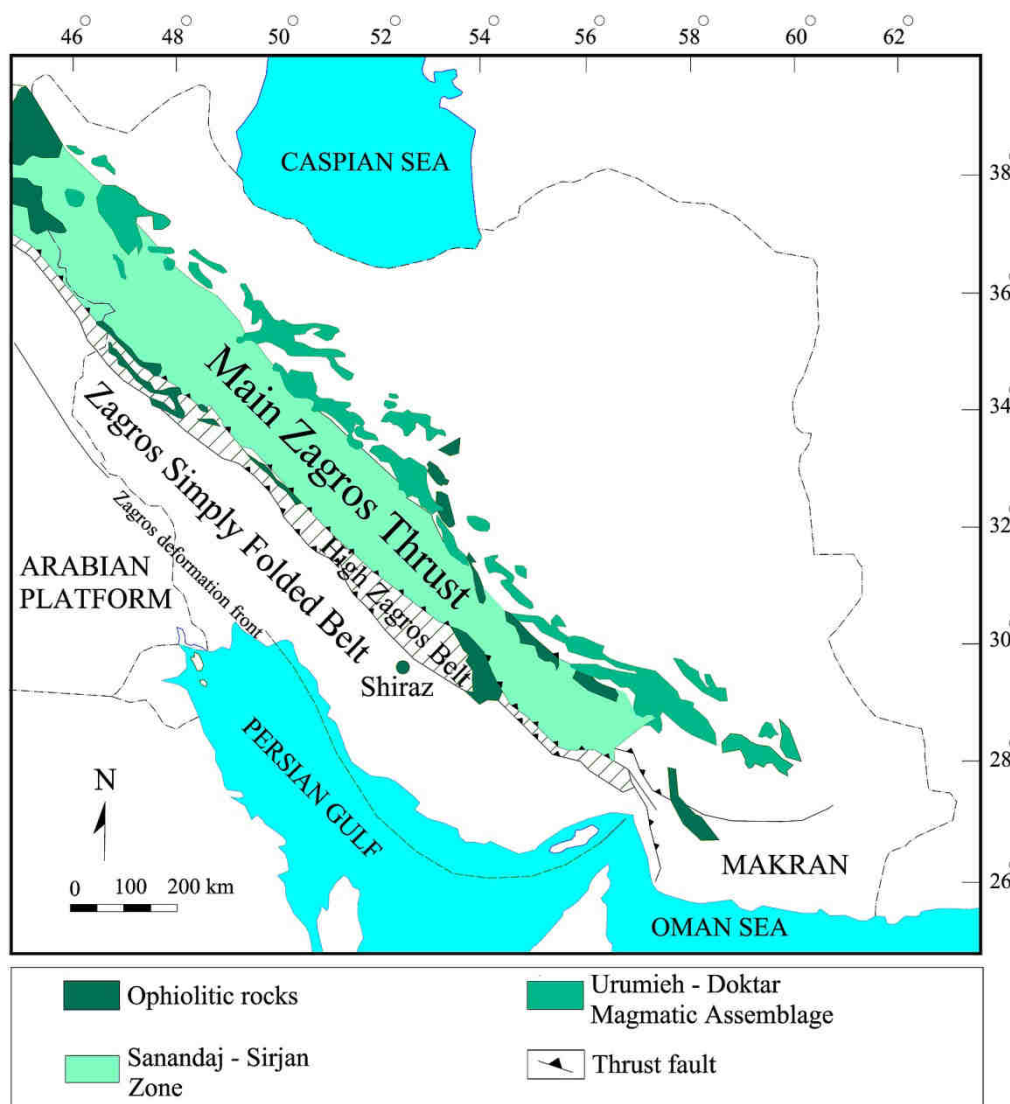 46° 48° 50° 52° 54° 56° 58° 60° 62°
CASPIAN SEA
38°
36°
34°
32°
30°
28°
26°
Main Zagros Thrust
Zagros Simply Folded Belt
High Zagros Belt
Zagros deformation front
ARABIAN
PLATFORM
Shiraz
PERSIAN GULF
N
0 100 200 km
MAKRAN
OMAN SEA
Ophiolitic rocks
Sanandaj - Sirjan
Zone
Urumieh - Doktar
Magmatic Assemblage
Thrust fault